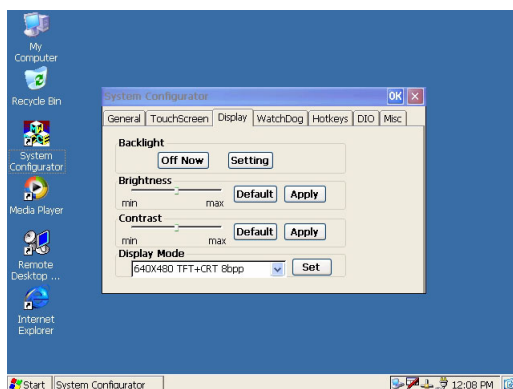 My
Computer
Recycle Bin
System
Configurator
Media Player
Remote
Desktop ...
Internet
Explorer
System Configurator
OK
General TouchScreen Display WatchDog Hotkeys DIO Misc
Backlight
Off Now Setting
Brightness
min max Default Apply
Contrast
min max Default Apply
Display Mode
640X480 TFT+CRT 8bpp Set
Start System Configurator 12:08 PM